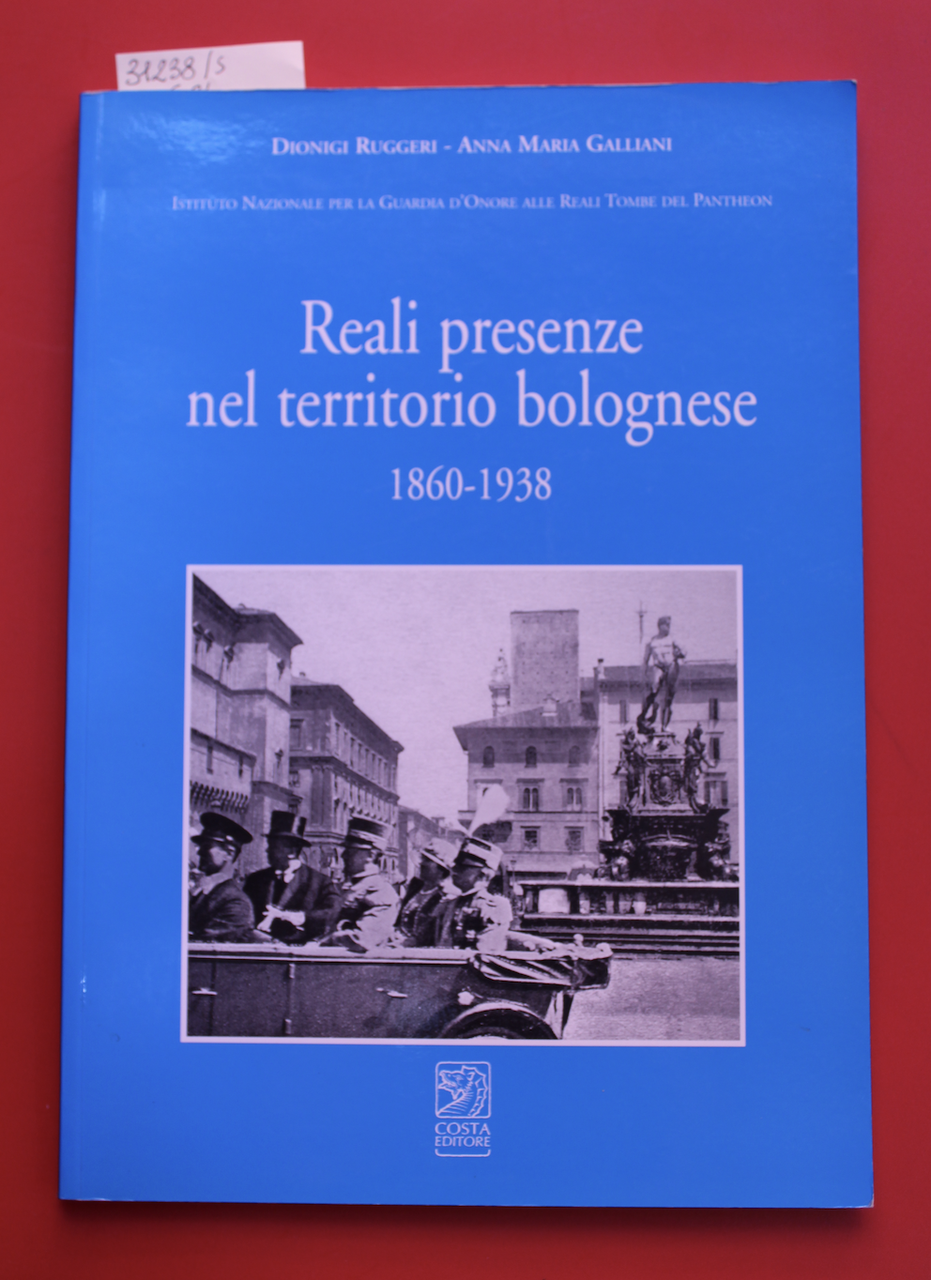 31238/s
DIONIGI RUGGERI - ANNA MARIA GALLIANI
ISTITUTO NAZIONALE PER LA GUARDIA D'ONORE ALLE REALI TOMBE DEL PANTHEON
Reali presenze
nel territorio bolognese
1860-1938
COSTA
EDITORE